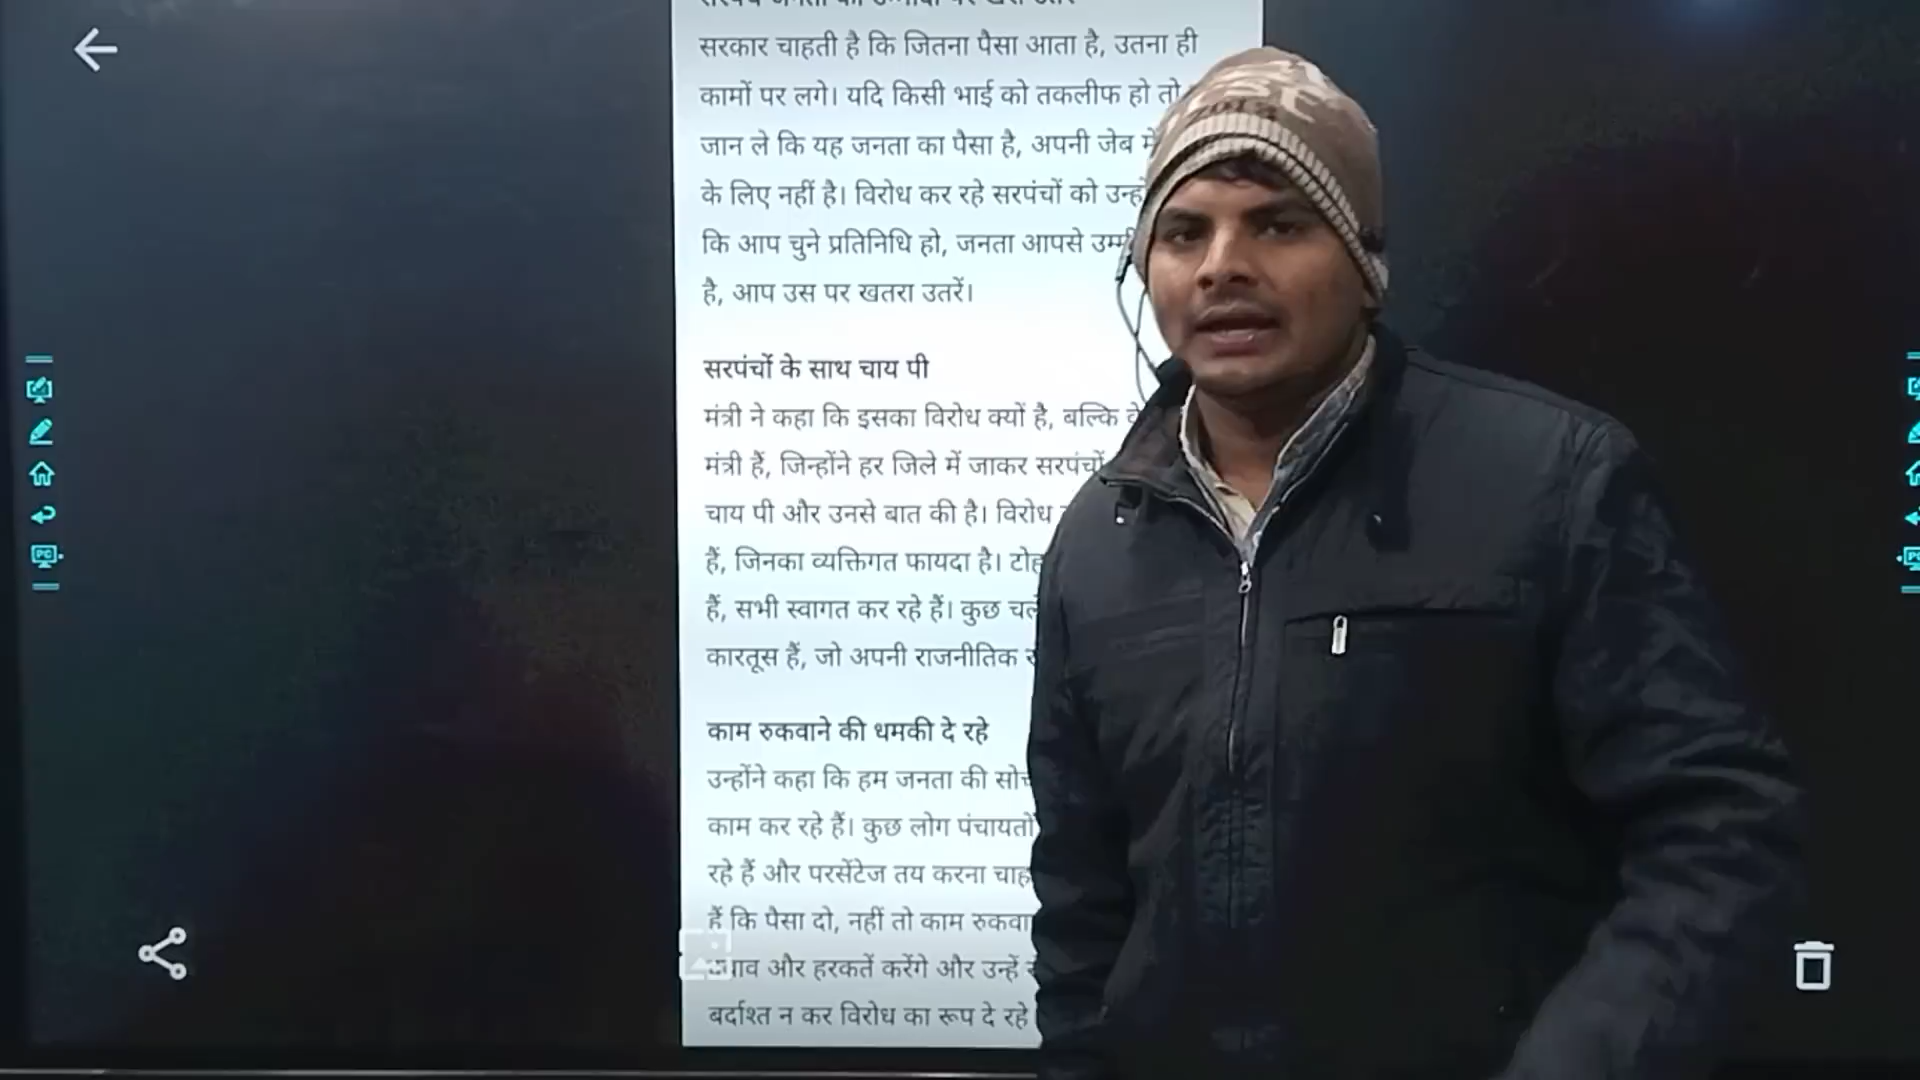 सरकार चाहती है कि जितना पैसा आता है, उतना ही
कामों पर लगे। यदि किसी भाई को तकलीफ हो तो
जान ले कि यह जनता का पैसा है, अपनी जेब में
के लिए नहीं है। विरोध कर रहे सरपंचों को
कि आप चुने प्रतिनिधि हो, जनता आपसे
है, आप उस पर खतरा उतरें।
सरपंचों के साथ चाय पी
मंत्री ने कहा कि इसका विरोध क्यों है, बल्कि
मंत्री हैं, जिन्होंने हर जिले में जाकर सरपंचों
चाय पी और उनसे बात की है। विरोध
हैं, जिनका व्यक्तिगत फायदा है।
हैं, सभी स्वागत कर रहे हैं। कुछ
कारतूस हैं, जो अपनी राजनीतिक
काम रुकवाने की धमकी दे रहे
उन्होंने कहा कि हम जनता की
काम कर रहे हैं। कुछ लोग पंचायतों
रहे हैं और परसेंटेज तय करना
हैं कि पैसा दो, नहीं तो काम
और हरकतें करेंगे और उन्हें
बर्दाश्त न कर विरोध का रूप दे रहे
PC